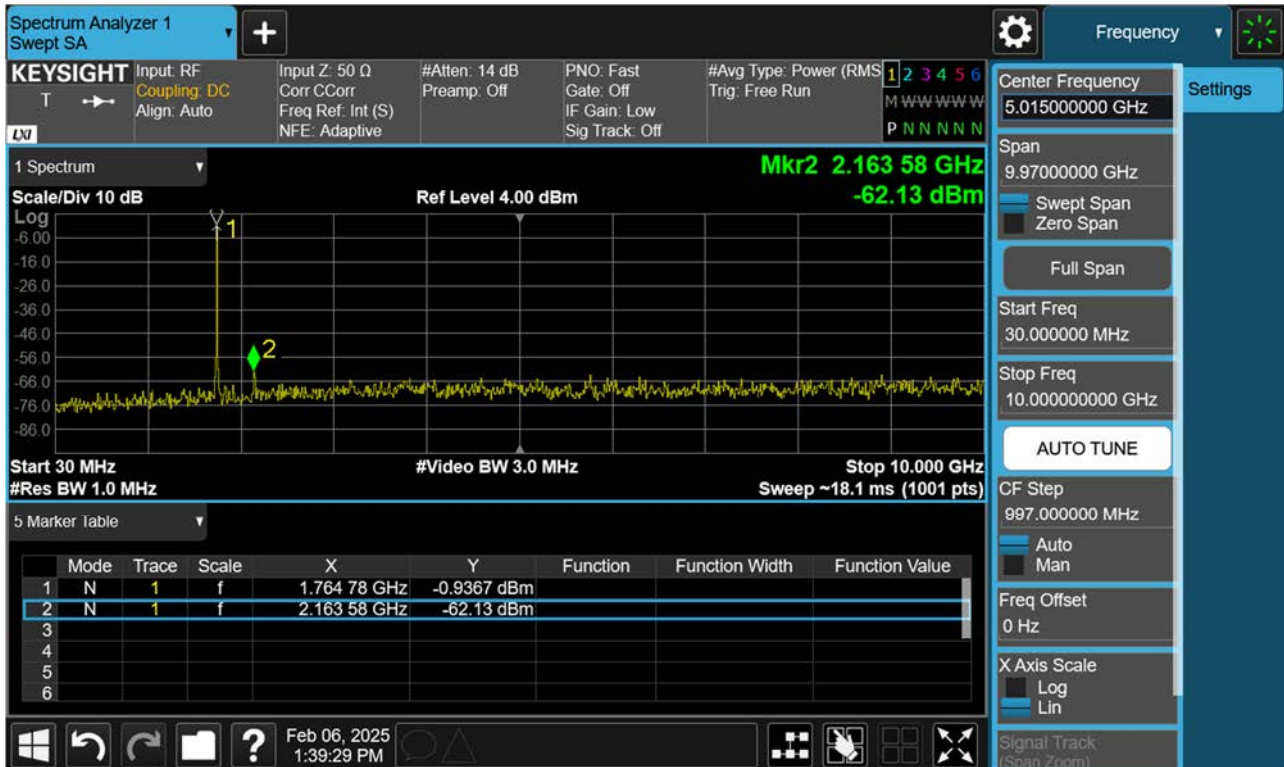 Spectrum Analyzer 1
Swept SA
+
Frequency
KEYSIGHT
T
LXI
Input: RF
Coupling: DC
Align: Auto
Input Z: 50 Ω
Corr CCorr
Freq Ref: Int (S)
NFE: Adaptive
#Atten: 14 dB
Preamp: Off
PNO: Fast
Gate: Off
IF Gain: Low
Sig Track: Off
#Avg Type: Power (RMS
Trig: Free Run
1 2 3 4 5 6
M W W W W W
P N N N N N
1 Spectrum
Mkr2 2.163 58 GHz
Scale/Div 10 dB
Ref Level 4.00 dBm
-62.13 dBm
Log
1
-6.00
-16.0
-26.0
-36.0
-46.0
2
-56.0
-66.0
-76.0
-86.0
Start 30 MHz
#Video BW 3.0 MHz
Stop 10.000 GHz
#Res BW 1.0 MHz
Sweep ~18.1 ms (1001 pts)
5 Marker Table
Mode Trace Scale X Y Function Function Width Function Value
1 N 1 f 1.764 78 GHz -0.9367 dBm
2 N 1 f 2.163 58 GHz -62.13 dBm
3
4
5
6
?
Feb 06, 2025
1:39:29 PM
Center Frequency
5.015000000 GHz
Settings
Span
9.97000000 GHz
Swept Span
Zero Span
Full Span
Start Freq
30.000000 MHz
Stop Freq
10.000000000 GHz
AUTO TUNE
CF Step
997.000000 MHz
Auto
Man
Freq Offset
0 Hz
X Axis Scale
Log
Lin
Signal Track
(Span Zoom)